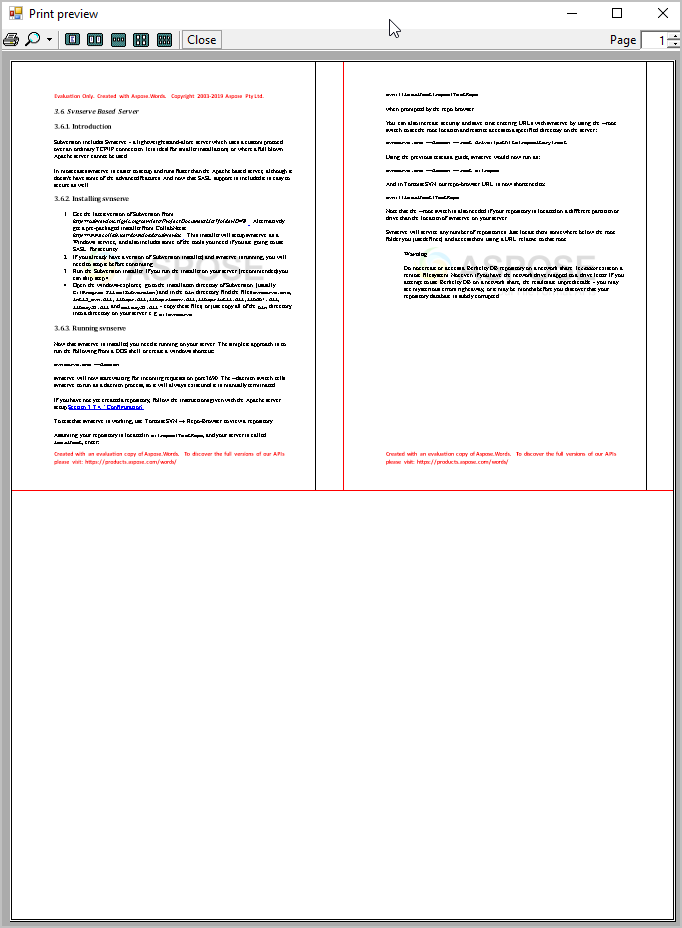 Print preview
Close
Page
1
Evaluation Only. Created with Aspose.Words. Copyright 2003-2019 Aspose Pty Ltd.
3.6. Svnserve Based Server
3.6.1. Introduction
Subversion includes Svnserve - a lightweight stand-alone server which uses a custom protocol
over an ordinary TCP/IP connection. It is ideal for smaller installations, or where a full blown
Apache server cannot be used.
In most cases svnserve is easier to setup and runs faster than the Apache based server, although it
doesn't have some of the advanced features. And now that SASL support is included it is easy to
secure as well.
3.6.2. Installing svnserve
1. Get the latest version of Subversion from
Alternatively
get a pre-packaged installer from CollabNet at
This installer will setup svnserve as a
Windows service, and also includes some of the tools you need if you are going to use
SASL for security.
2. If you already have a version of Subversion installed, and svnserve is running, you will
need to stop it before continuing.
3. Run the Subversion installer. If you run the installer on your server (recommended) you
can skip step 4.
4. Open the windows-explorer, go to the installation directory of Subversion (usually
and in the bin directory find the files
and - copy these files, or just copy all of the bin directory
into a directory on your server e.g.
3.6.3. Running svnserve
Now that svnserve is installed, you need it running on your server. The simplest approach is to
run the following from a DOS shell or create a windows shortcut:
svnserve.exe --daemon
svnserve will now start waiting for incoming requests on port 3690. The --daemon switch tells
svnserve to run as a daemon process, so it will always exist until it is manually terminated.
If you have not yet created a repository, follow the instructions given with the Apache server
setup Section 3.7.4, "Configuration".
To test that svnserve is working, use TortoiseSVN → Repo-Browser to view a repository.
Assuming your repository is located in and your server is called
localhost, enter:
Created with an evaluation copy of Aspose.Words. To discover the full versions of our APIs
please visit: https://products.aspose.com/words/
when prompted by the repo browser.
You can also increase security and save time entering URLs with svnserve by using the --root
switch to set the root location and restrict access to a specified directory on the server:
Using the previous test as a guide, svnserve would now run as:
And in TortoiseSVN our repo-browser URL is now shortened to:
Note that the --root switch is also needed if your repository is located on a different partition or
drive than the location of svnserve on your server.
Svnserve will service any number of repositories. Just locate them somewhere below the root
folder you just defined, and access them using a URL relative to that root.
Warning
Do not create or access a Berkeley DB repository on a network share. It cannot exist on a
remote filesystem. Not even if you have the network drive mapped to a drive letter. If you
attempt to use Berkeley DB on a network share, the results are unpredictable - you may
see mysterious errors right away, or it may be months before you discover that your
repository database is subtly corrupted.
Created with an evaluation copy of Aspose.Words. To discover the full versions of our APIs
please visit: https://products.aspose.com/words/
ASPOSE
ASPOSE